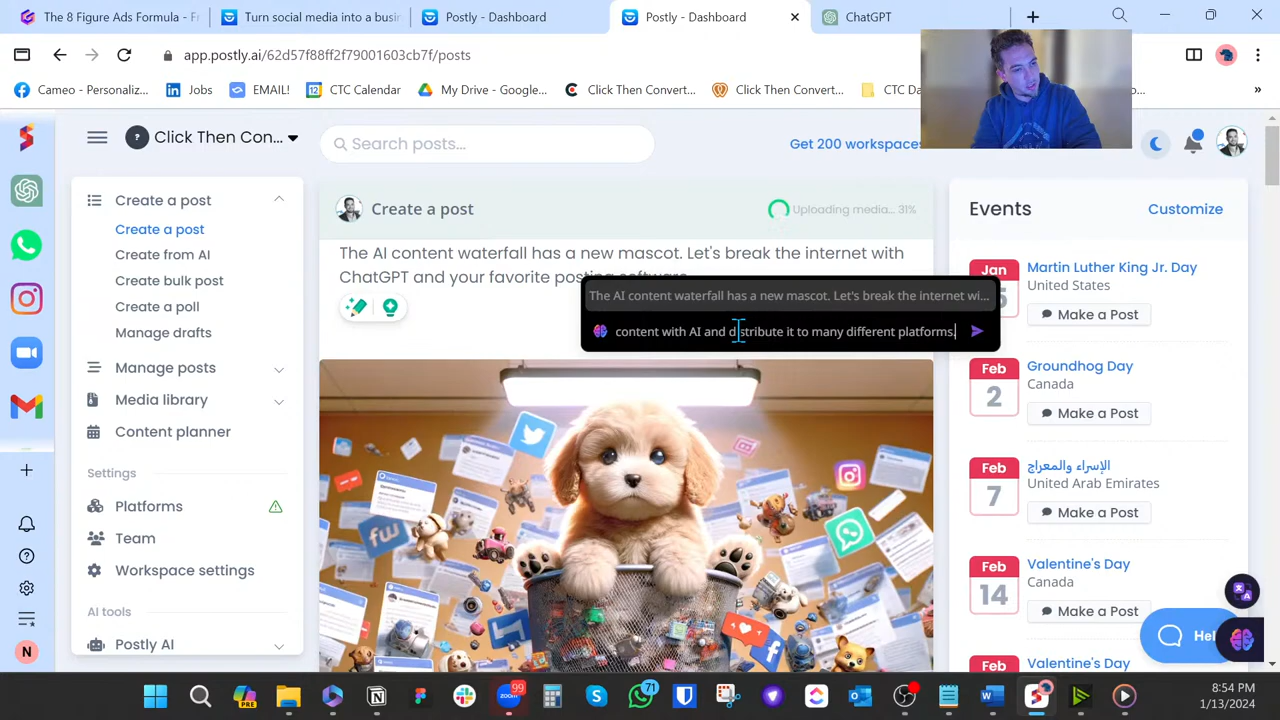 The 8 Figure Ads Formula - F
Turn social media into a busin
Postly - Dashboard
Postly - Dashboard
ChatGPT
app.postly.ai/62d57f88ff2f79001603cb7f/posts
Cameo - Personaliz...
Jobs
EMAIL!
CTC Calendar
My Drive - Google...
Click Then Convert...
Click Then Convert...
CTC Da
Click Then Con...
Search posts...
Get 200 workspaces
Create a post
Create a post
Create from AI
Create bulk post
Create a poll
Manage drafts
Manage posts
Media library
Content planner
Settings
Platforms
Team
Workspace settings
AI tools
Postly AI
N
Create a post
Uploading media... 31%
The AI content waterfall has a new mascot. Let's break the internet with
ChatGPT and your favorite posting software.
The AI content waterfall has a new mascot. Let's break the internet wi...
content with AI and distribute it to many different platforms.
Events
Customize
Jan
Martin Luther King Jr. Day
United States
Make a Post
Feb
2
Groundhog Day
Canada
Make a Post
Feb
7
الإسراء والمعراج
United Arab Emirates
Make a Post
Feb
14
Valentine's Day
Canada
Make a Post
Feb
Valentine's Day
Hel
99
71
PRE
8:54 PM
1/13/2024